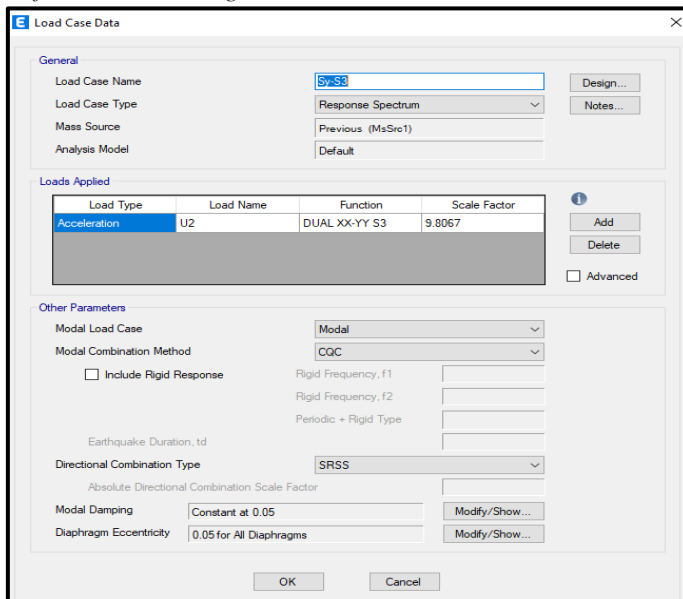 E Load Case Data
General
Load Case Name Sy-S3 Design...
Load Case Type Response Spectrum Notes...
Mass Source Previous (MsSrc1)
Analysis Model Default
Loads Applied
Load Type Load Name Function Scale Factor
Acceleration U2 DUAL XX-YY S3 9.8067 Add
Delete
Advanced
Other Parameters
Modal Load Case Modal
Modal Combination Method CQC
Include Rigid Response Rigid Frequency, f1
Rigid Frequency, f2
Periodic + Rigid Type
Earthquake Duration, td
Directional Combination Type SRSS
Absolute Directional Combination Scale Factor
Modal Damping Constant at 0.05 Modify/Show...
Diaphragm Eccentricity 0.05 for All Diaphragms Modify/Show...
OK Cancel